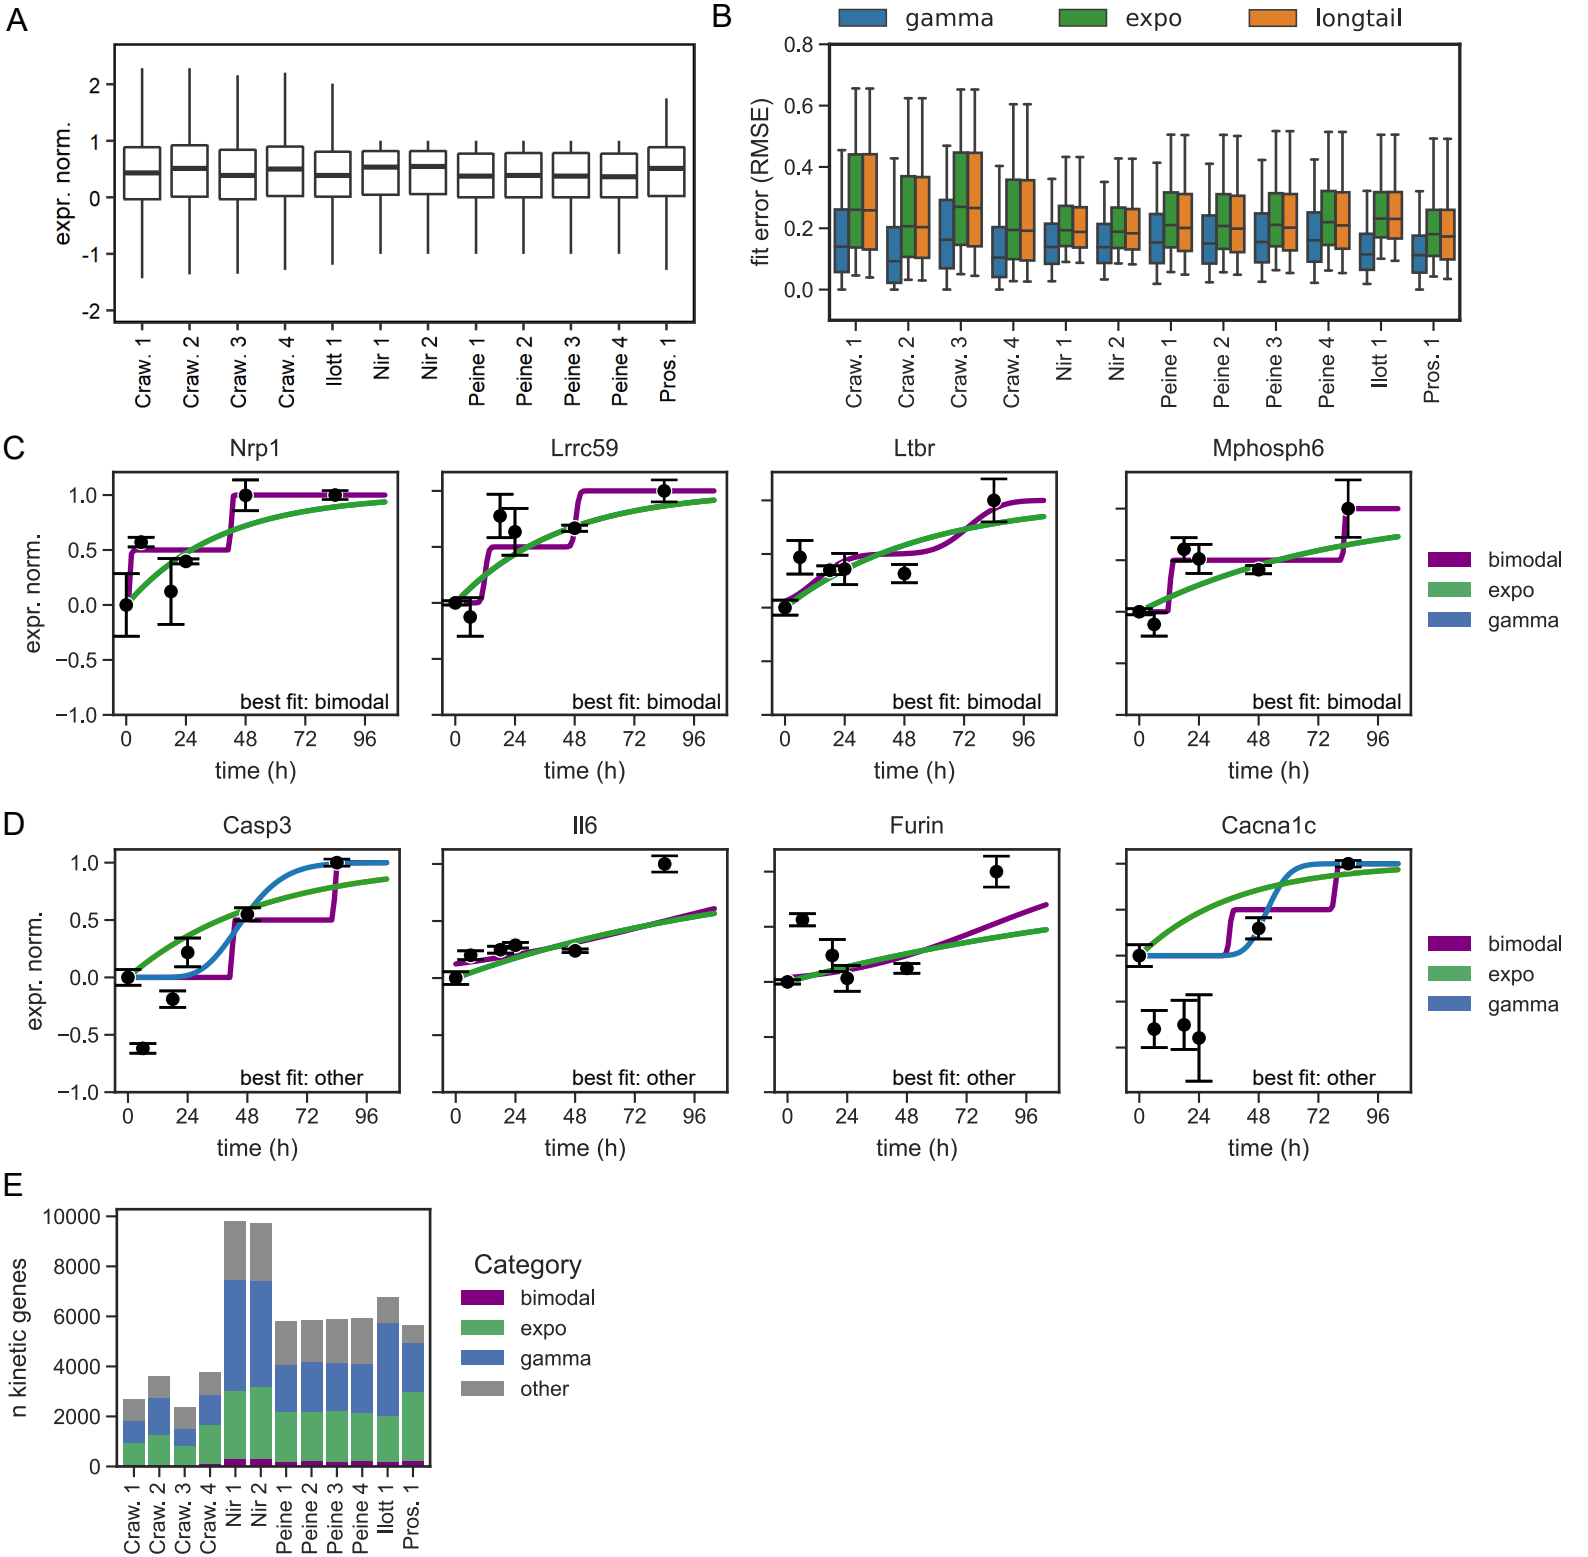 A
expr. norm.
2
1
0
-1
-2
Craw. 1
Craw. 2
Craw. 3
Craw. 4
Ilott 1
Nir 1
Nir 2
Peine 1
Peine 2
Peine 3
Peine 4
Pros. 1
B
gamma
expo
longtail
fit error (RMSE)
0.8
0.6
0.4
0.2
0.0
Craw. 1
Craw. 2
Craw. 3
Craw. 4
Nir 1
Nir 2
Peine 1
Peine 2
Peine 3
Peine 4
Ilott 1
Pros. 1
C
Nrp1
Lrrc59
Ltbr
Mphosph6
expr. norm.
1.0
0.5
0.0
−0.5
−1.0
best fit: bimodal
best fit: bimodal
best fit: bimodal
best fit: bimodal
0 24 48 72 96
0 24 48 72 96
0 24 48 72 96
0 24 48 72 96
time (h)
time (h)
time (h)
time (h)
bimodal
expo
gamma
D
Casp3
Il6
Furin
Cacna1c
expr. norm.
1.0
0.5
0.0
−0.5
−1.0
best fit: other
best fit: other
best fit: other
best fit: other
0 24 48 72 96
0 24 48 72 96
0 24 48 72 96
0 24 48 72 96
time (h)
time (h)
time (h)
time (h)
bimodal
expo
gamma
E
n kinetic genes
10000
8000
6000
4000
2000
0
Craw. 1
Craw. 2
Craw. 3
Craw. 4
Nir 1
Nir 2
Peine 1
Peine 2
Peine 3
Peine 4
Ilott 1
Pros. 1
Category
bimodal
expo
gamma
other